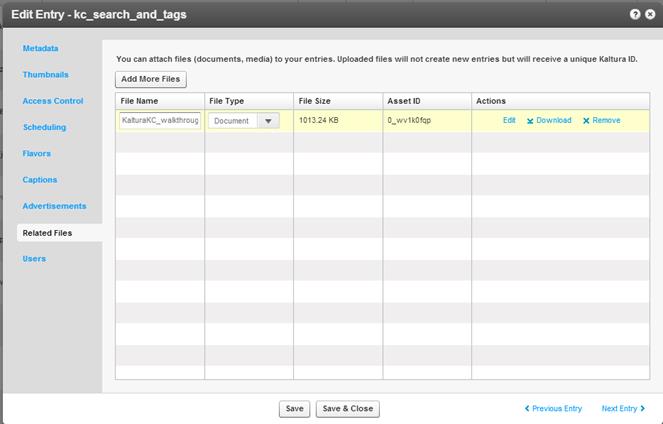 Edit Entry - kc_search_and_tags
Metadata
Thumbnails
Access Control
Scheduling
Flavors
Captions
Advertisements
Related Files
Users
You can attach files (documents, media) to your entries. Uploaded files will not create new entries but will receive a unique Kaltura ID.
Add More Files
File Name File Type File Size Asset ID Actions
KalturaKC_walkthroug Document 1013.24 KB 0_wv1k0fqp Edit Download Remove
Save Save & Close Previous Entry Next Entry